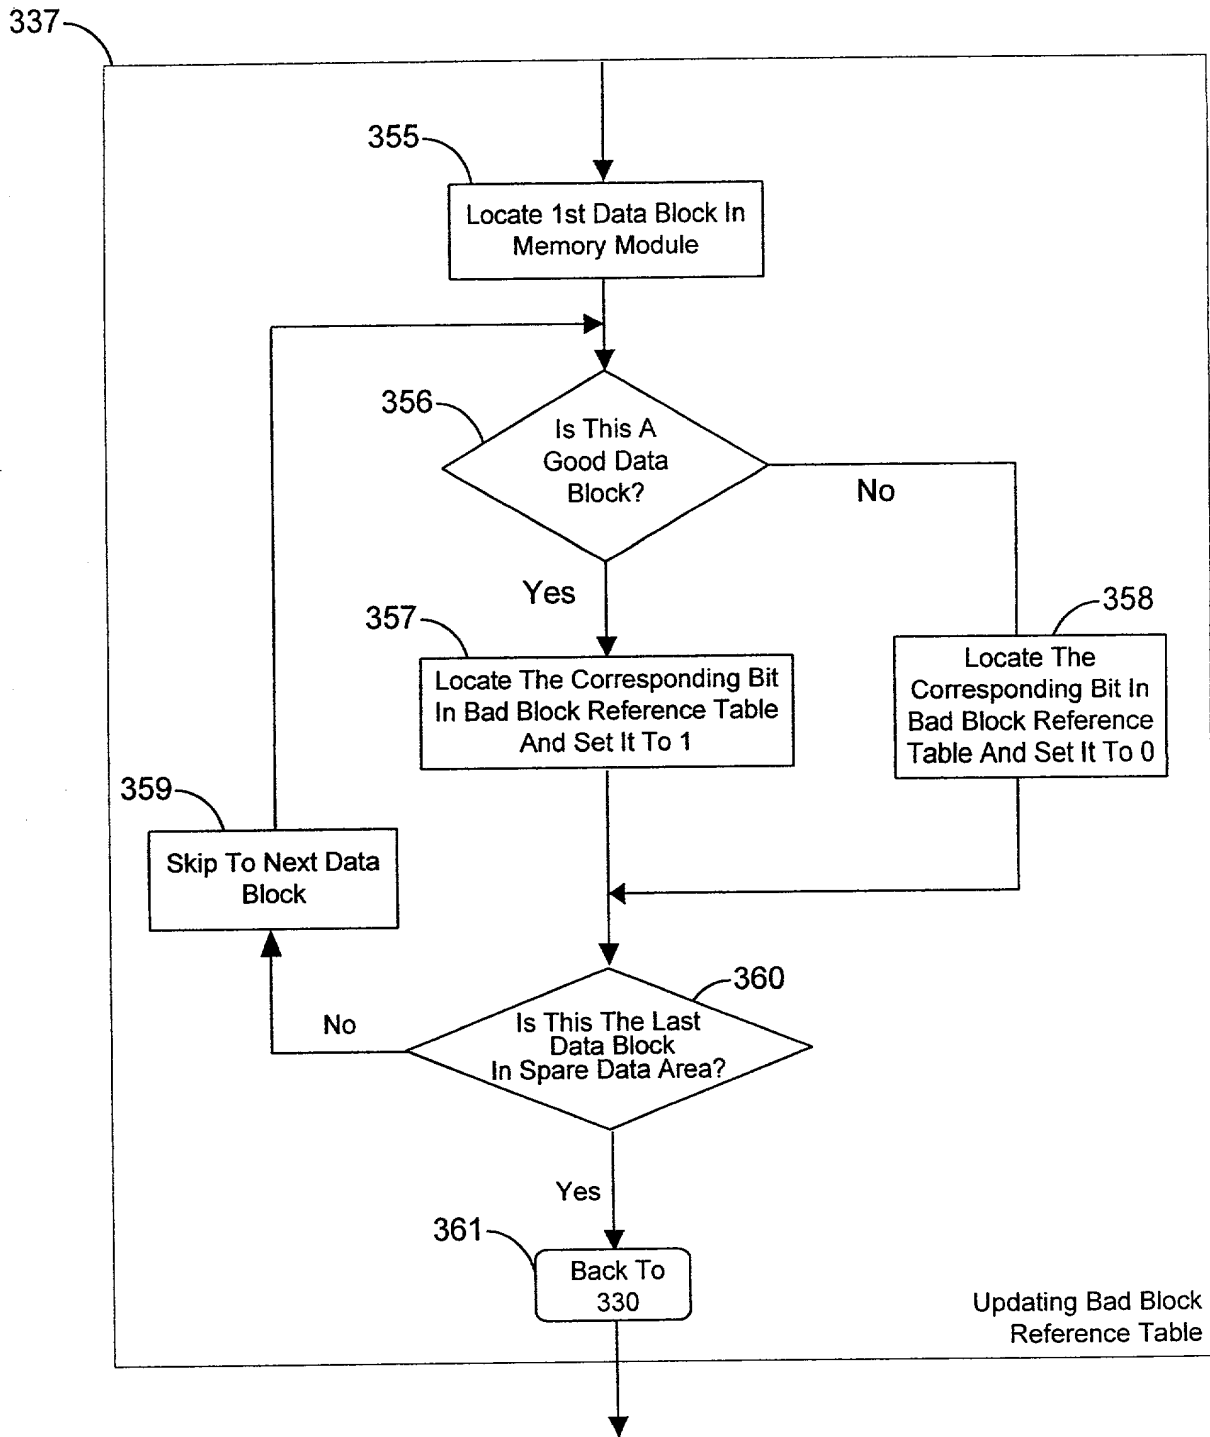 337
355
Locate 1st Data Block In
Memory Module
356
Is This A
Good Data
Block?
No
Yes
357
Locate The Corresponding Bit
In Bad Block Reference Table
And Set It To 1
358
Locate The
Corresponding Bit In
Bad Block Reference
Table And Set It To 0
359
Skip To Next Data
Block
360
Is This The Last
Data Block
In Spare Data Area?
No
Yes
361
Back To
330
Updating Bad Block
Reference Table